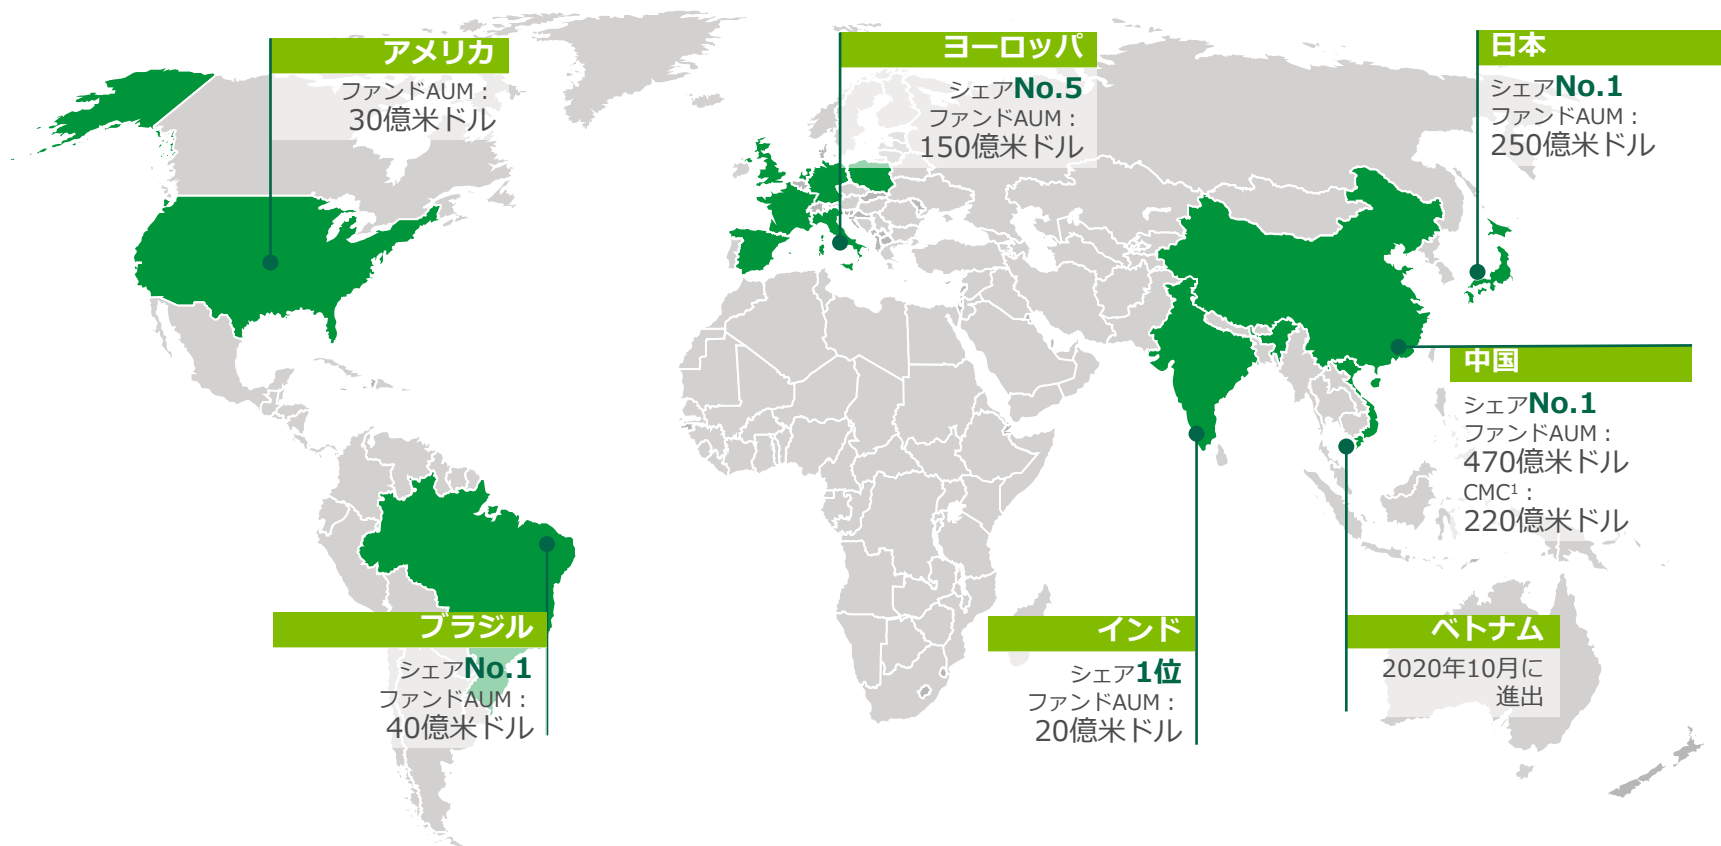 アメリカ
ファンドAUM：
30億米ドル
ヨーロッパ
シェアNo.5
ファンドAUM：
150億米ドル
日本
シェアNo.1
ファンドAUM：
250億米ドル
中国
シェアNo.1
ファンドAUM：
470億米ドル
CMC¹：
220億米ドル
ブラジル
シェアNo.1
ファンドAUM：
40億米ドル
インド
シェア1位
ファンドAUM：
20億米ドル
ベトナム
2020年10月に
進出